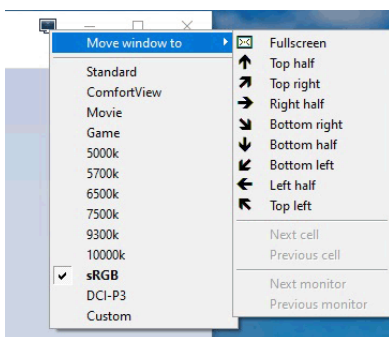 Move window to
Standard
ComfortView
Movie
Game
5000k
5700k
6500k
7500k
9300k
10000k
sRGB
DCI-P3
Custom
Fullscreen
Top half
Top right
Right half
Bottom right
Bottom half
Bottom left
Left half
Top left
Next cell
Previous cell
Next monitor
Previous monitor